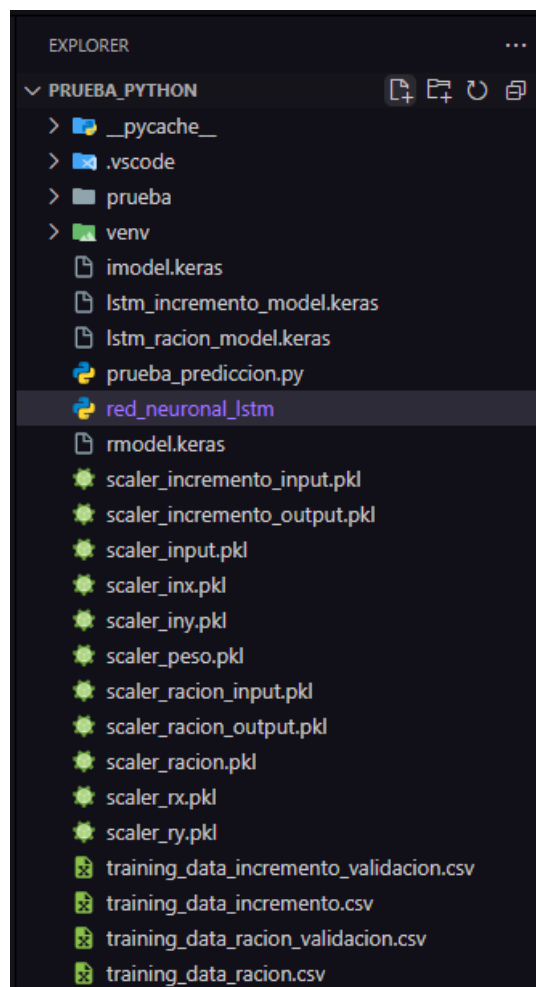 EXPLORER
PRUEBA_PYTHON
__pycache__
.vscode
prueba
venv
imodel.keras
lstm_incremento_model.keras
lstm_racion_model.keras
prueba_prediccion.py
red_neuronal_lstm
rmodel.keras
scaler_incremento_input.pkl
scaler_incremento_output.pkl
scaler_input.pkl
scaler_inx.pkl
scaler_iny.pkl
scaler_peso.pkl
scaler_racion_input.pkl
scaler_racion_output.pkl
scaler_racion.pkl
scaler_rx.pkl
scaler_ry.pkl
training_data_incremento_validacion.csv
training_data_incremento.csv
training_data_racion_validacion.csv
training_data_racion.csv